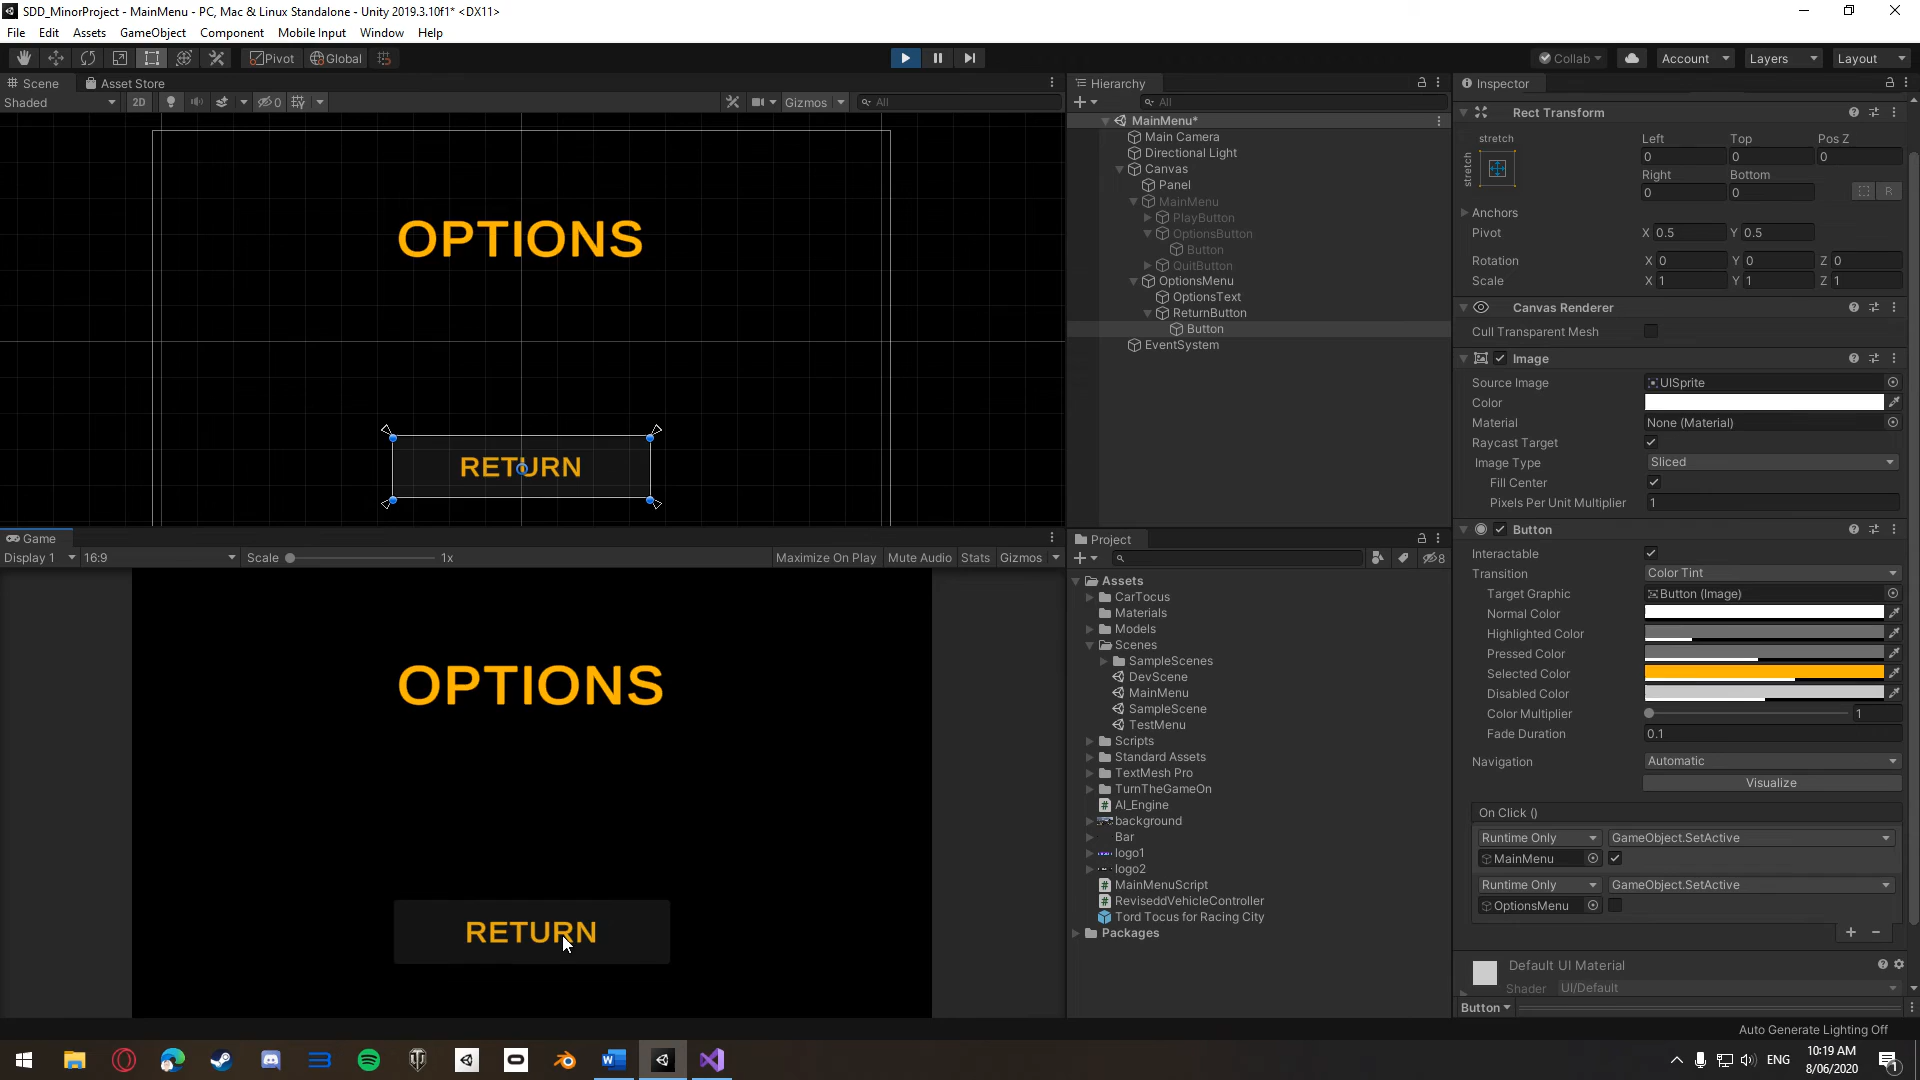 SDD_MinorProject - MainMenu - PC, Mac & Linux Standalone - Unity 2019.3.10f1* <DX11>
File Edit Assets GameObject Component Mobile Input Window Help
Pivot Global Collab Account Layers Layout
Scene Asset Store
Shaded 2D 0 Gizmos All
OPTIONS
RETURN
Game
Display 1 16:9 Scale 1x Maximize On Play Mute Audio Stats Gizmos
OPTIONS
RETURN
Hierarchy
All
MainMenu*
Main Camera
Directional Light
Canvas
Panel
MainMenu
PlayButton
OptionsButton
Button
QuitButton
OptionsMenu
OptionsText
ReturnButton
Button
EventSystem
Project
8
Assets
CarTocus
Materials
Models
Scenes
SampleScenes
DevScene
MainMenu
SampleScene
TestMenu
Scripts
Standard Assets
TextMesh Pro
TurnTheGameOn
AI_Engine
background
Bar
logo1
logo2
MainMenuScript
ReviseddVehicleController
Tord Tocus for Racing City
Packages
Inspector
Rect Transform
stretch Left Top Pos Z
stretch 0 0 0
Right Bottom
0 0 R
Anchors
Pivot X 0.5 Y 0.5
Rotation X 0 Y 0 Z 0
Scale X 1 Y 1 Z 1
Canvas Renderer
Cull Transparent Mesh
Image
Source Image UISprite
Color
Material None (Material)
Raycast Target
Image Type Sliced
Fill Center
Pixels Per Unit Multiplier 1
Button
Interactable
Transition Color Tint
Target Graphic Button (Image)
Normal Color
Highlighted Color
Pressed Color
Selected Color
Disabled Color
Color Multiplier 1
Fade Duration 0.1
Navigation Automatic
Visualize
On Click ()
Runtime Only GameObject.SetActive
MainMenu
Runtime Only GameObject.SetActive
OptionsMenu
Default UI Material
Shader UI/Default
Button
Auto Generate Lighting Off
ENG 10:19 AM
8/06/2020
1